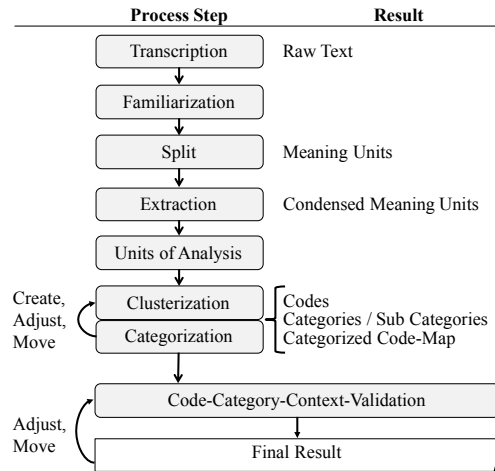 Process Step Result
Transcription Raw Text
Familiarization
Split Meaning Units
Extraction Condensed Meaning Units
Units of Analysis
Create,
Adjust,
Move
Clusterization
Categorization
Codes
Categories / Sub Categories
Categorized Code-Map
Code-Category-Context-Validation
Adjust,
Move
Final Result